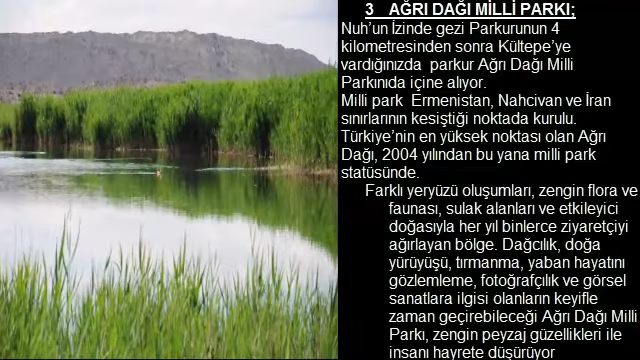 3 AĞRI DAĞI MİLLİ PARKI;
Nuh’un İzinde gezi Parkurunun 4
kilometresinden sonra Kültepe’ye
vardığınızda parkur Ağrı Dağı Milli
Parkınıda içine alıyor.
Milli park Ermenistan, Nahcivan ve İran
sınırlarının kesiştiği noktada kurulu.
Türkiye’nin en yüksek noktası olan Ağrı
Dağı, 2004 yılından bu yana milli park
statüsünde.
Farklı yeryüzü oluşumları, zengin flora ve
faunası, sulak alanları ve etkileyici
doğasıyla her yıl binlerce ziyaretçiyi
ağırlayan bölge. Dağcılık, doğa
yürüyüşü, tırmanma, yaban hayatını
gözlemleme, fotoğrafçılık ve görsel
sanatlara ilgisi olanların keyifle
zaman geçirebileceği Ağrı Dağı Milli
Parkı, zengin peyzaj güzellikleri ile
insanı hayrete düşürüyor